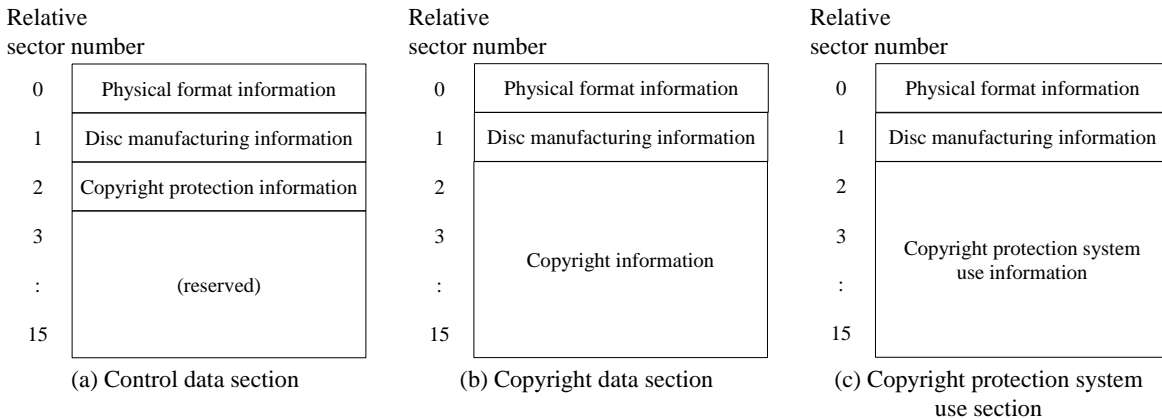 Relative
sector number
0
Physical format information
1
Disc manufacturing information
2
Copyright protection information
3
:
15
(reserved)
(a) Control data section
Relative
sector number
0
Physical format information
1
Disc manufacturing information
2
3
:
15
Copyright information
(b) Copyright data section
Relative
sector number
0
Physical format information
1
Disc manufacturing information
2
3
:
15
Copyright protection system
use information
(c) Copyright protection system
use section